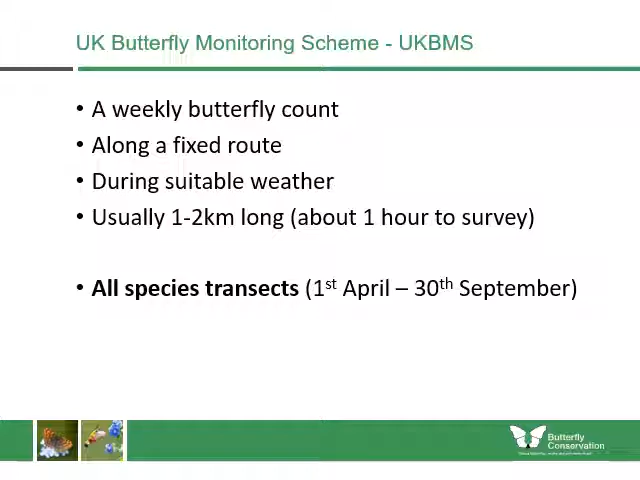 UK Butterfly Monitoring Scheme - UKBMS
• A weekly butterfly count
• Along a fixed route
• During suitable weather
• Usually 1-2km long (about 1 hour to survey)
• All species transects (1st April – 30th September)
Butterfly
Conservation